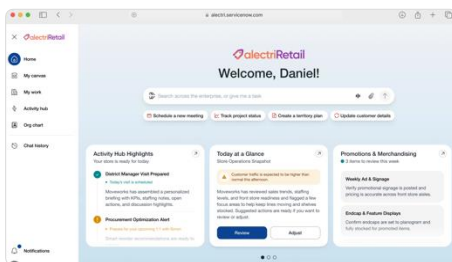 alectri.servicenow.com
alectriRetail
Home
My canvas
My work
Activity hub
Org chart
Chat history
Notifications
alectriRetail
Welcome, Daniel!
Search across the enterprise, or give me a task
Schedule a new meeting
Track project status
Create a territory plan
Update customer details
Activity Hub Highlights
Your store is ready for today.
District Manager Visit Prepared
Today's visit is scheduled
Moveworks has assembled a personalized
briefing with KPIs, staffing notes, open
actions, and discussion highlights.
Procurement Optimization Alert
Today at a Glance
Store Operations Snapshot
Customer traffic is expected to be higher than
normal this afternoon.
Moveworks has reviewed sales trends, staffing
levels, and front store readiness and flagged a few
focus areas to help keep lines moving and shelves
stocked. Suggested actions are ready if you want to
review or adjust.
Review
Adjust
Promotions & Merchandising
3 items to review this week
Weekly Ad & Signage
Verify promotional signage is posted and
pricing is accurate across front store areas.
Endcap & Feature Displays
Confirm endcaps are set to planogram and
fully stocked for promoted items.